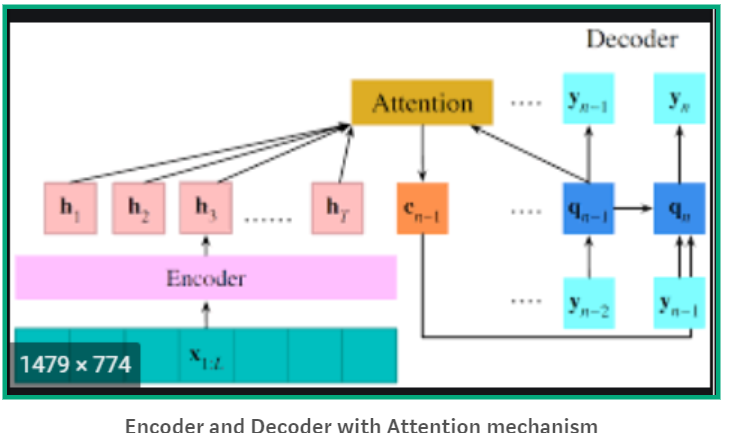 Decoder
Attention
.... y_{n-1} y_n
h_1 h_2 h_3 ...... h_T c_{n-1} .... q_{n-1} q_n
Encoder
.... y_{n-2} y_{n-1}
x_{1:L}
1479 × 774
Encoder and Decoder with Attention mechanism